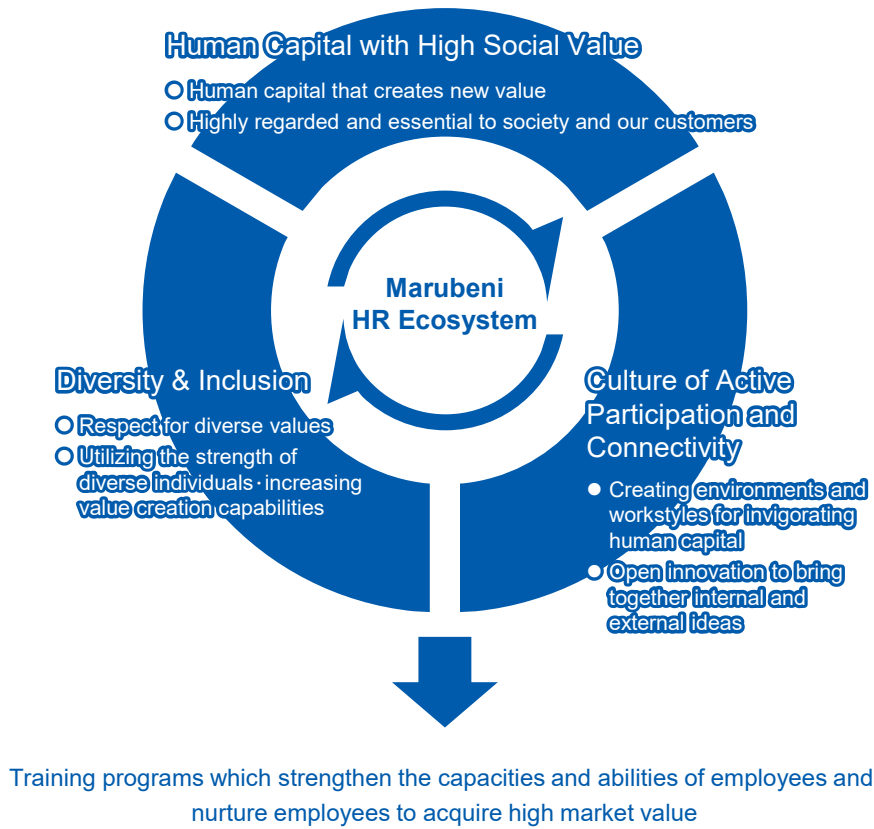 Human Capital with High Social Value
Human capital that creates new value
Highly regarded and essential to society and our customers
Marubeni
HR Ecosystem
Diversity & Inclusion
Respect for diverse values
Utilizing the strength of
diverse individuals・increasing
value creation capabilities
Culture of Active
Participation and
Connectivity
Creating environments and
workstyles for invigorating
human capital
Open innovation to bring
together internal and
external ideas
Training programs which strengthen the capacities and abilities of employees and
nurture employees to acquire high market value